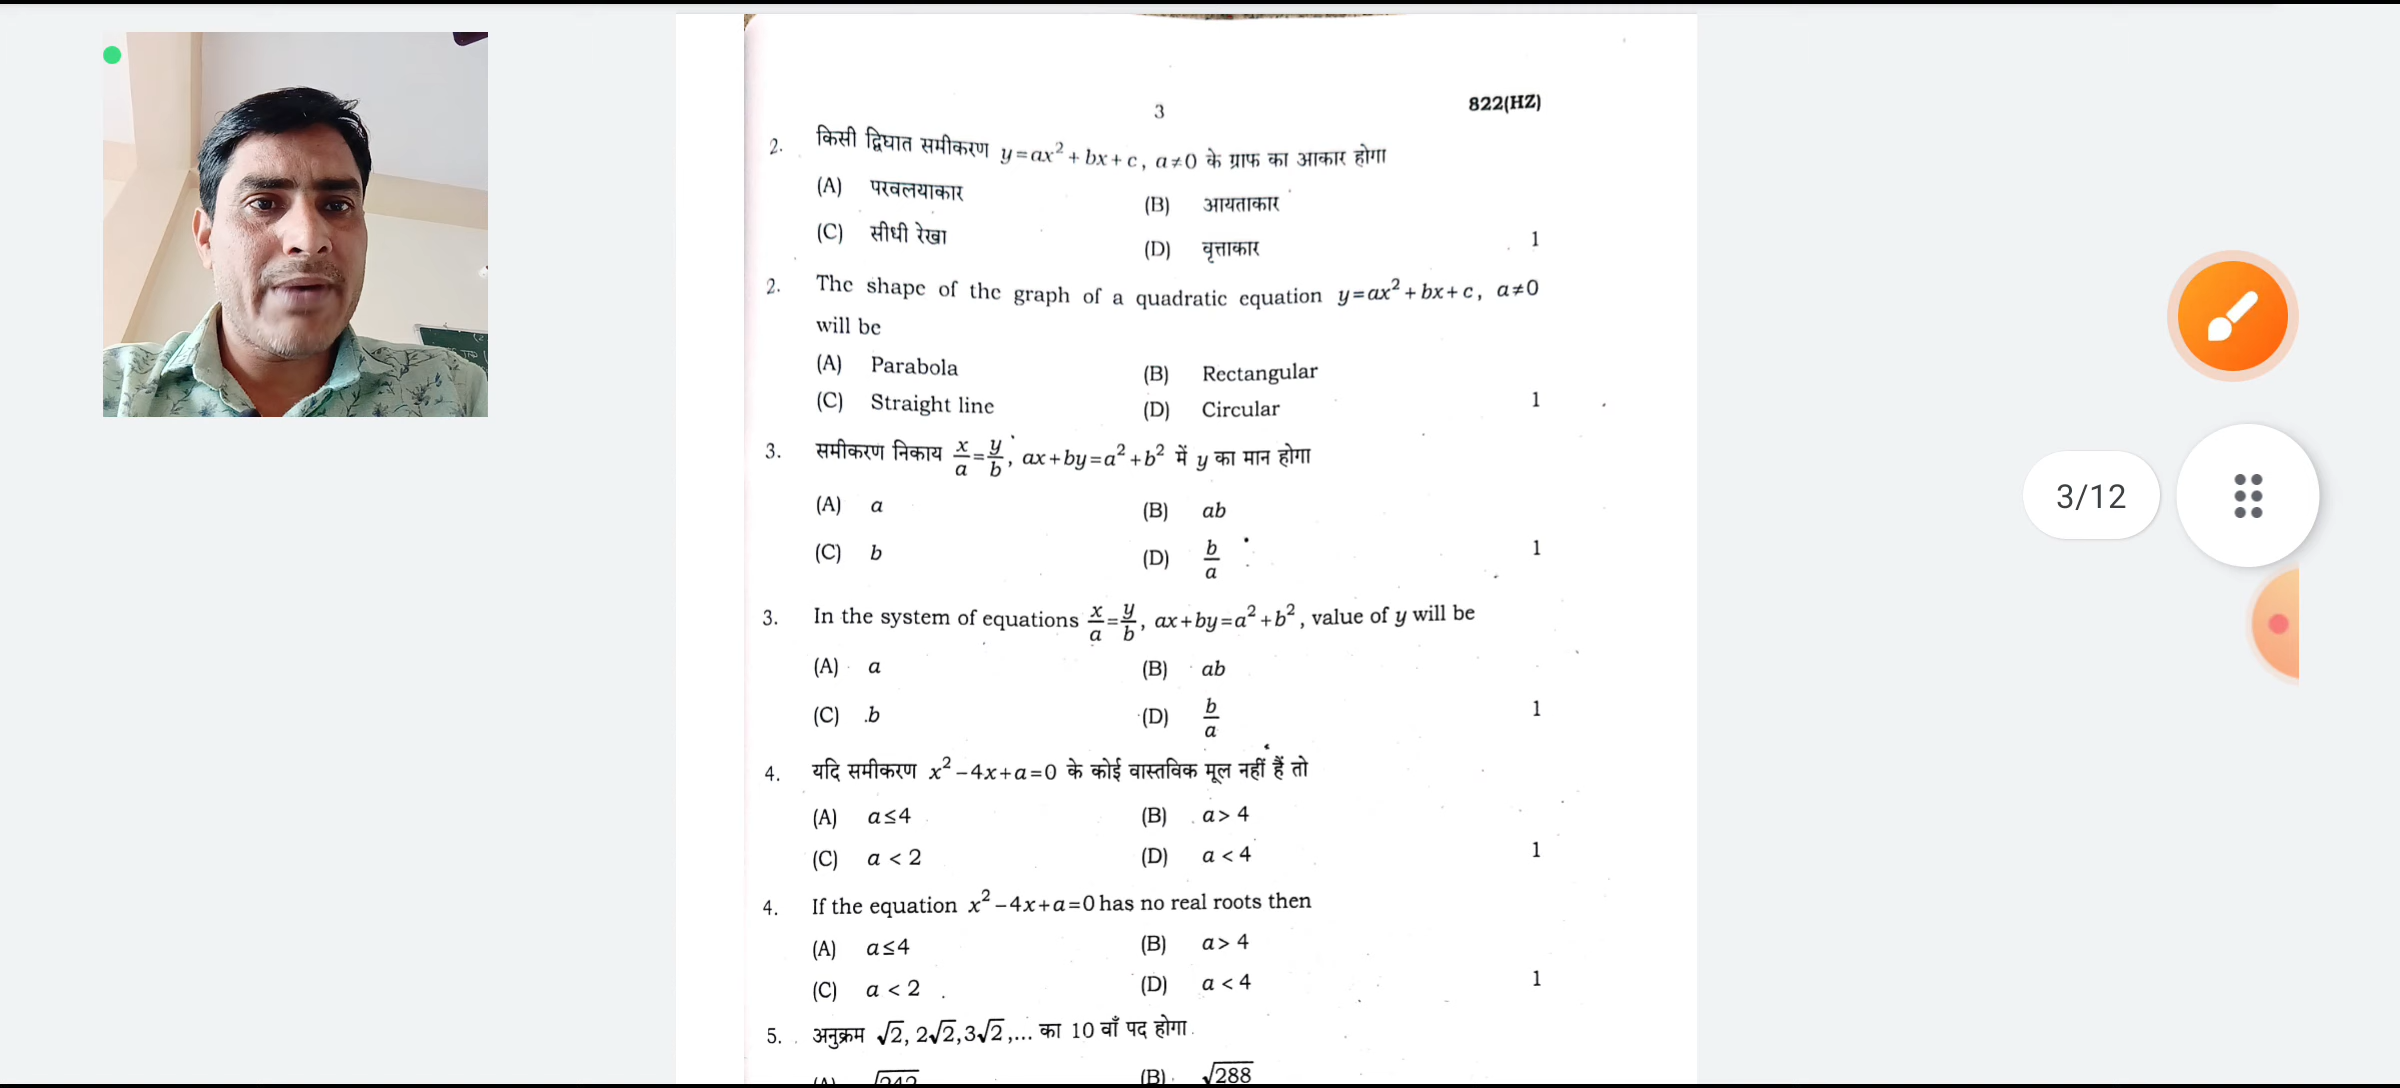 3
822(HZ)
2. किसी द्विघात समीकरण y=ax²+bx+c, a≠0 के ग्राफ का आकार होगा
(A) परवलयाकार (B) आयताकार
(C) सीधी रेखा (D) वृत्ताकार 1
2. The shape of the graph of a quadratic equation y=ax²+bx+c, a≠0
will be
(A) Parabola (B) Rectangular
(C) Straight line (D) Circular 1
3. समीकरण निकाय x/a=y/b, ax+by=a²+b² में y का मान होगा
(A) a (B) ab
(C) b (D) b/a 1
3. In the system of equations x/a=y/b, ax+by=a²+b², value of y will be
(A) a (B) ab
(C) b (D) b/a 1
4. यदि समीकरण x²-4x+a=0 के कोई वास्तविक मूल नहीं हैं तो
(A) a≤4 (B) a> 4
(C) a < 2 (D) a < 4 1
4. If the equation x²-4x+a=0 has no real roots then
(A) a≤4 (B) a> 4
(C) a < 2 (D) a < 4 1
5. अनुक्रम √2, 2√2,3√2,... का 10 वाँ पद होगा
(B) √288
3/12